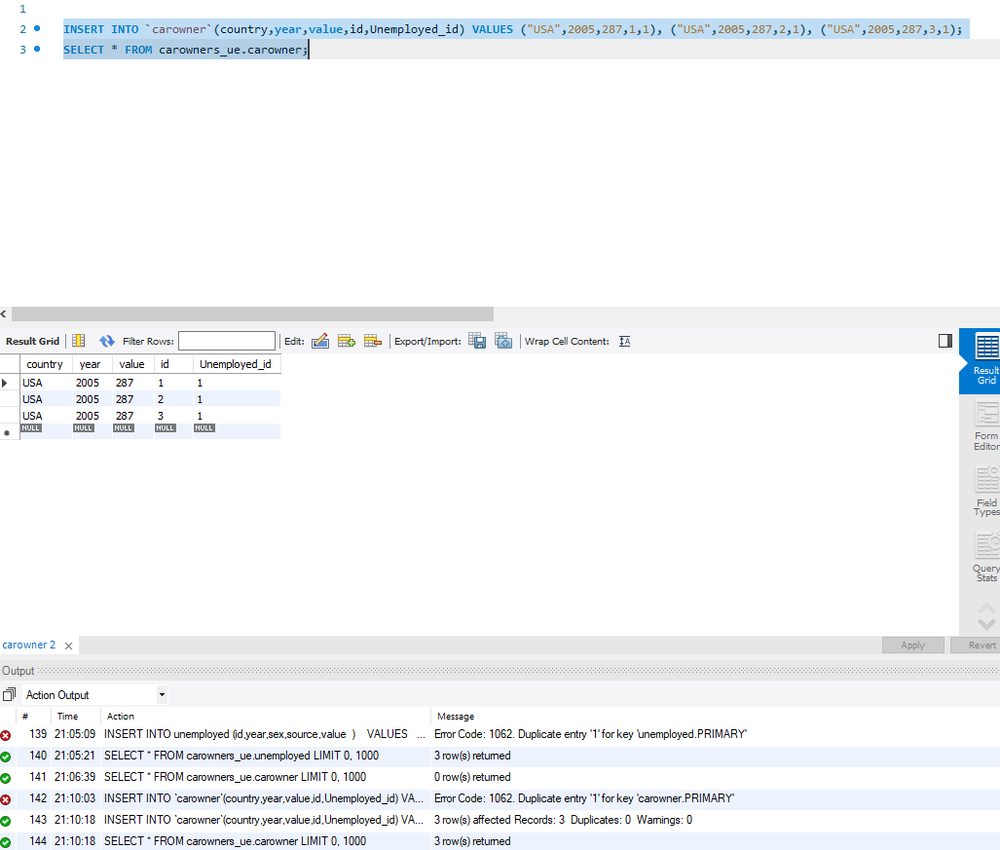 1
2 INSERT INTO `carowner`(country,year,value,id,Unemployed_id) VALUES ("USA",2005,287,1,1), ("USA",2005,287,2,1), ("USA",2005,287,3,1);
3 SELECT * FROM carowners_ue.carowner;
Result Grid Filter Rows: Edit: Export/Import: Wrap Cell Content: IA
country year value id Unemployed_id
USA 2005 287 1 1
USA 2005 287 2 1
USA 2005 287 3 1
NULL NULL NULL NULL NULL
Result
Grid
Form
Editor
Field
Types
Query
Stats
carowner 2 Apply Revert
Output
Action Output
# Time Action Message
139 21:05:09 INSERT INTO unemployed (id,year,sex,source,value ) VALUES ... Error Code: 1062. Duplicate entry '1' for key 'unemployed.PRIMARY'
140 21:05:21 SELECT * FROM carowners_ue.unemployed LIMIT 0, 1000 3 row(s) returned
141 21:06:39 SELECT * FROM carowners_ue.carowner LIMIT 0, 1000 0 row(s) returned
142 21:10:03 INSERT INTO `carowner`(country,year,value,id,Unemployed_id) VA... Error Code: 1062. Duplicate entry '1' for key 'carowner.PRIMARY'
143 21:10:18 INSERT INTO `carowner`(country,year,value,id,Unemployed_id) VA... 3 row(s) affected Records: 3 Duplicates: 0 Warnings: 0
144 21:10:18 SELECT * FROM carowners_ue.carowner LIMIT 0, 1000 3 row(s) returned